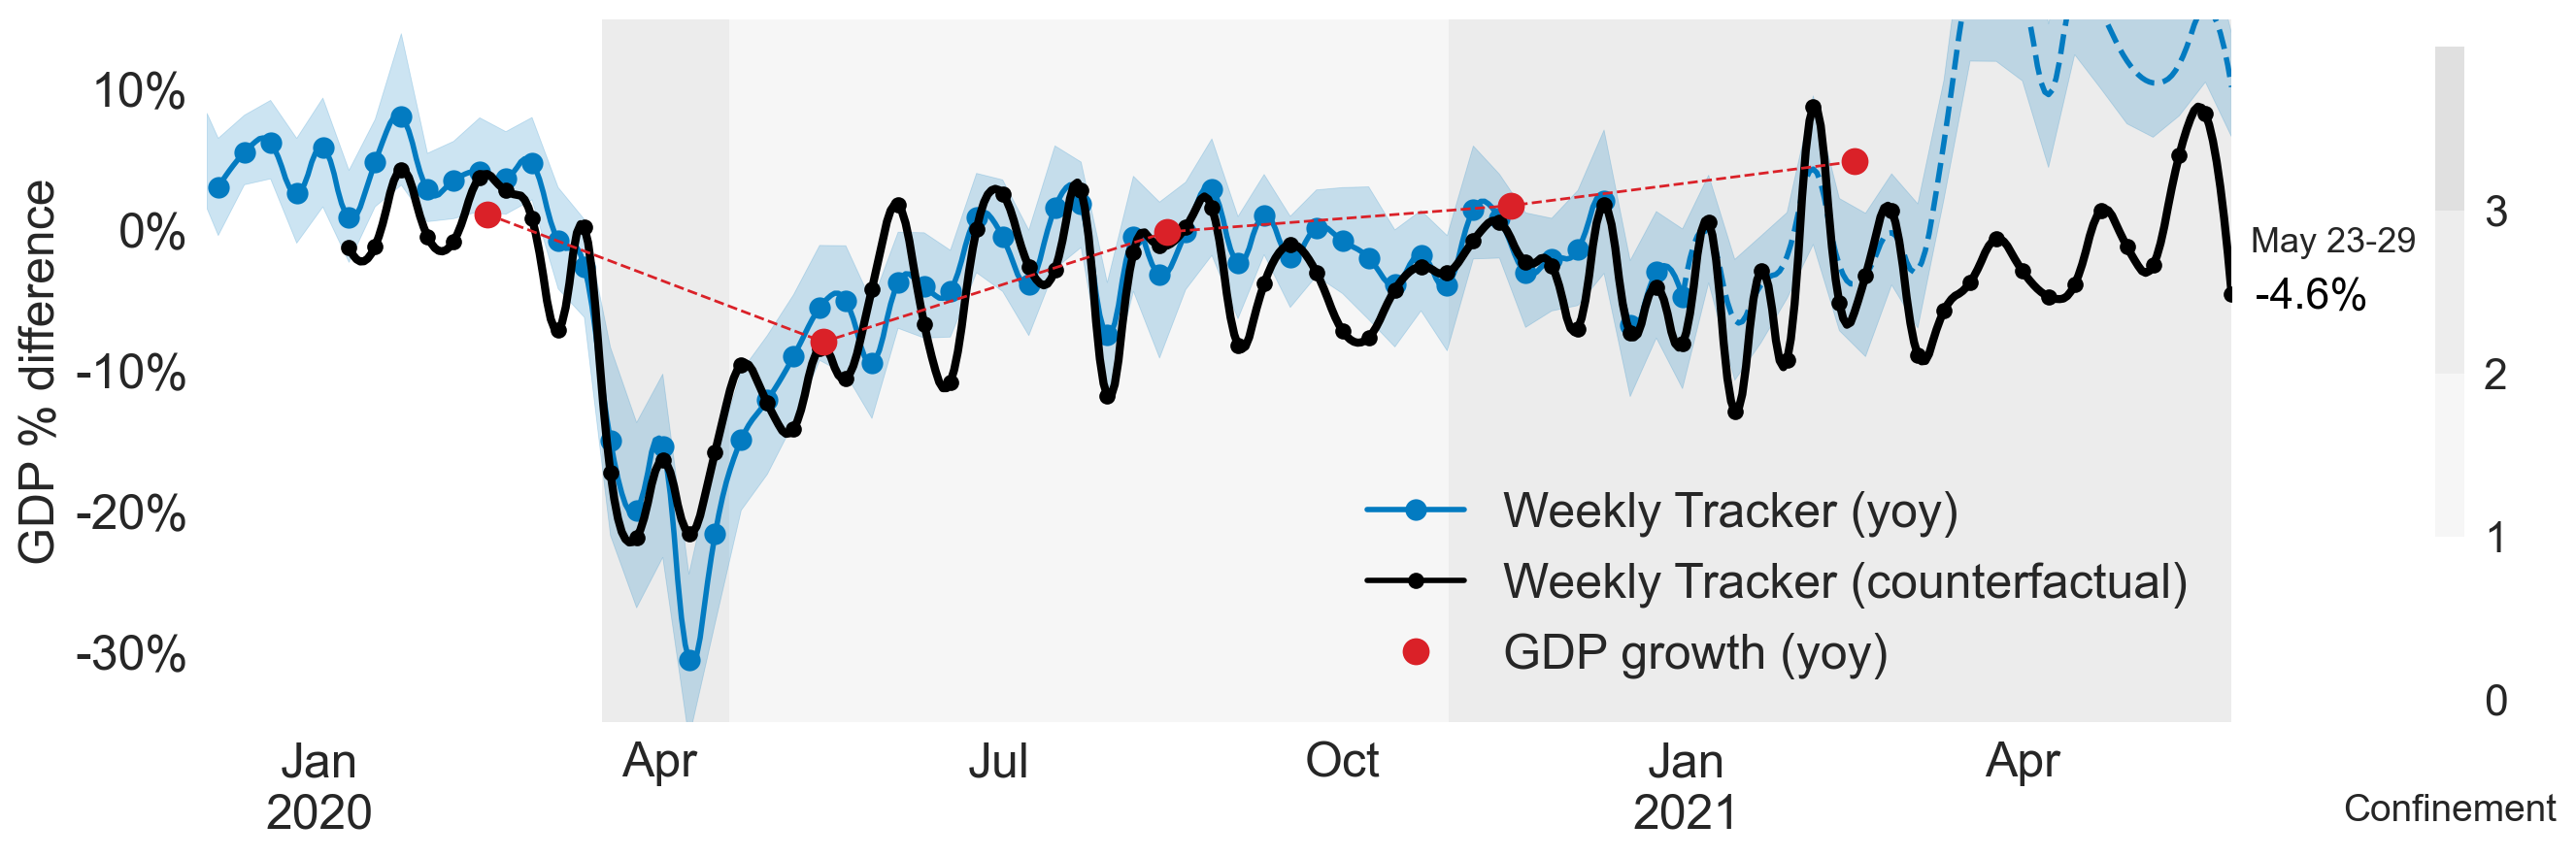 GDP % difference
10%
0%
-10%
-20%
-30%
Weekly Tracker (yoy)
Weekly Tracker (counterfactual)
GDP growth (yoy)
May 23-29
-4.6%
3
2
1
0
Jan
2020
Apr
Jul
Oct
Jan
2021
Apr
Confinement